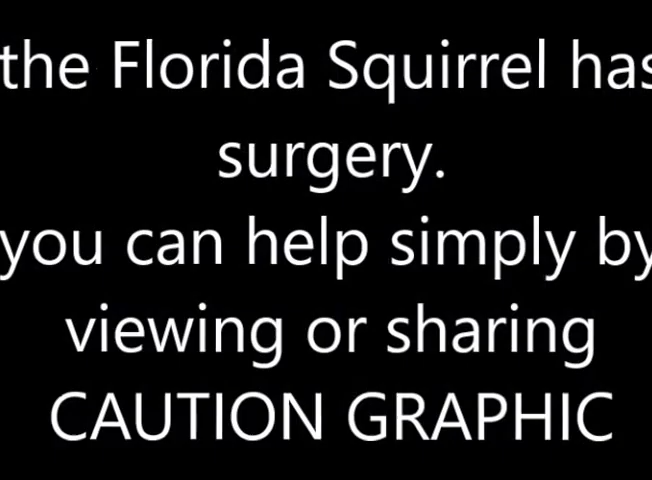 the Florida Squirrel has
surgery.
you can help simply by
viewing or sharing
CAUTION GRAPHIC